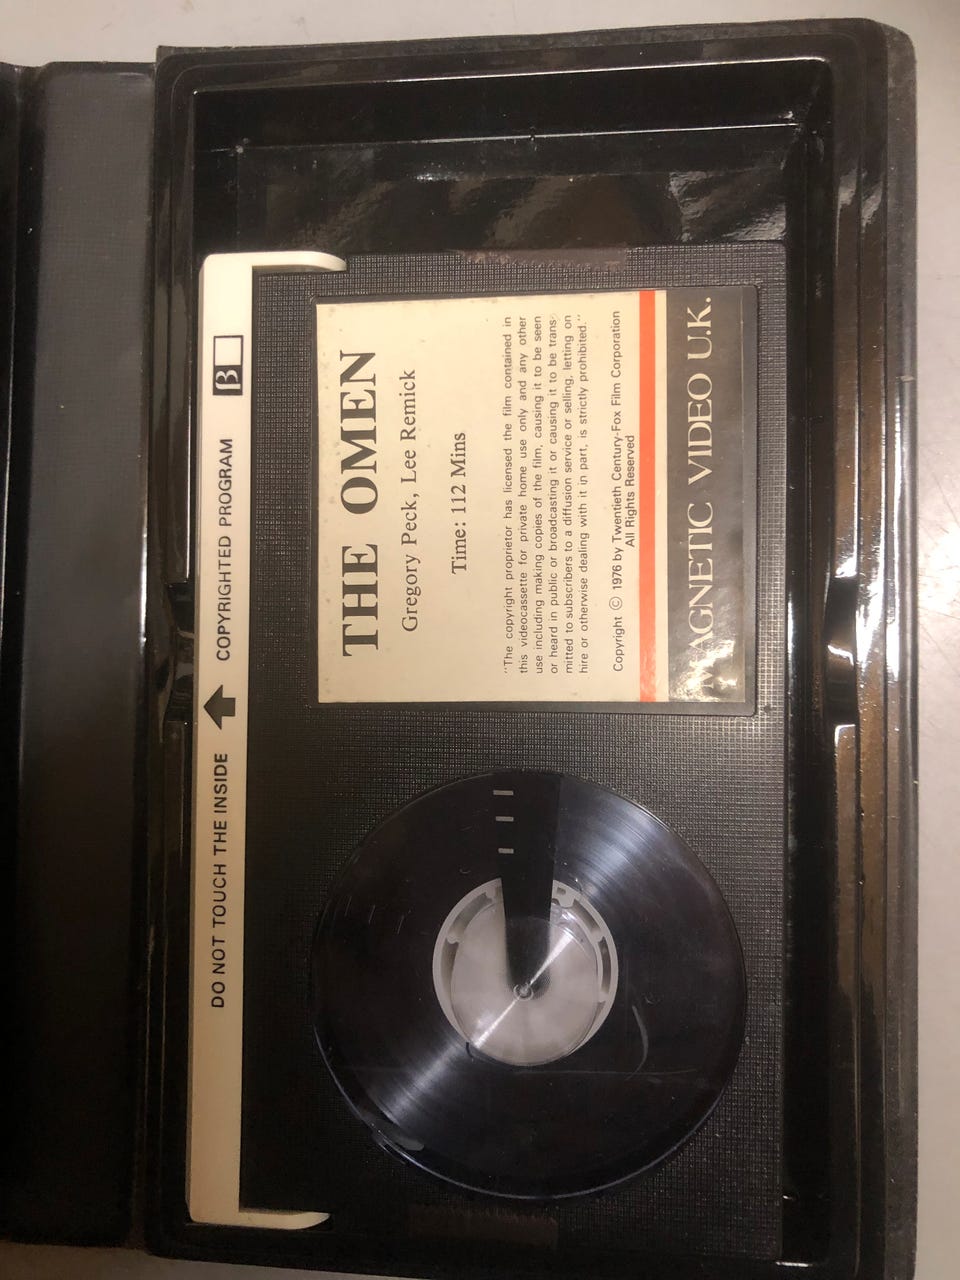 DO NOT TOUCH THE INSIDE COPYRIGHTED PROGRAM β
THE OMEN
Gregory Peck, Lee Remick
Time: 112 Mins
"The copyright proprietor has licensed the film contained in
this videocassette for private home use only and any other
use including making copies of the film, causing it to be seen
or heard in public or broadcasting it or causing it to be trans-
mitted to subscribers to a diffusion service or selling, letting on
hire or otherwise dealing with it in part, is strictly prohibited."
Copyright © 1976 by Twentieth Century-Fox Film Corporation
All Rights Reserved
MAGNETIC VIDEO U.K.